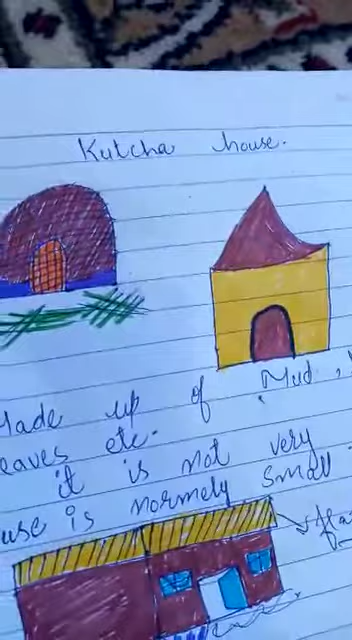 Kutcha house.
Made up of Mud,
leaves etc.
it is not very
use is normely small